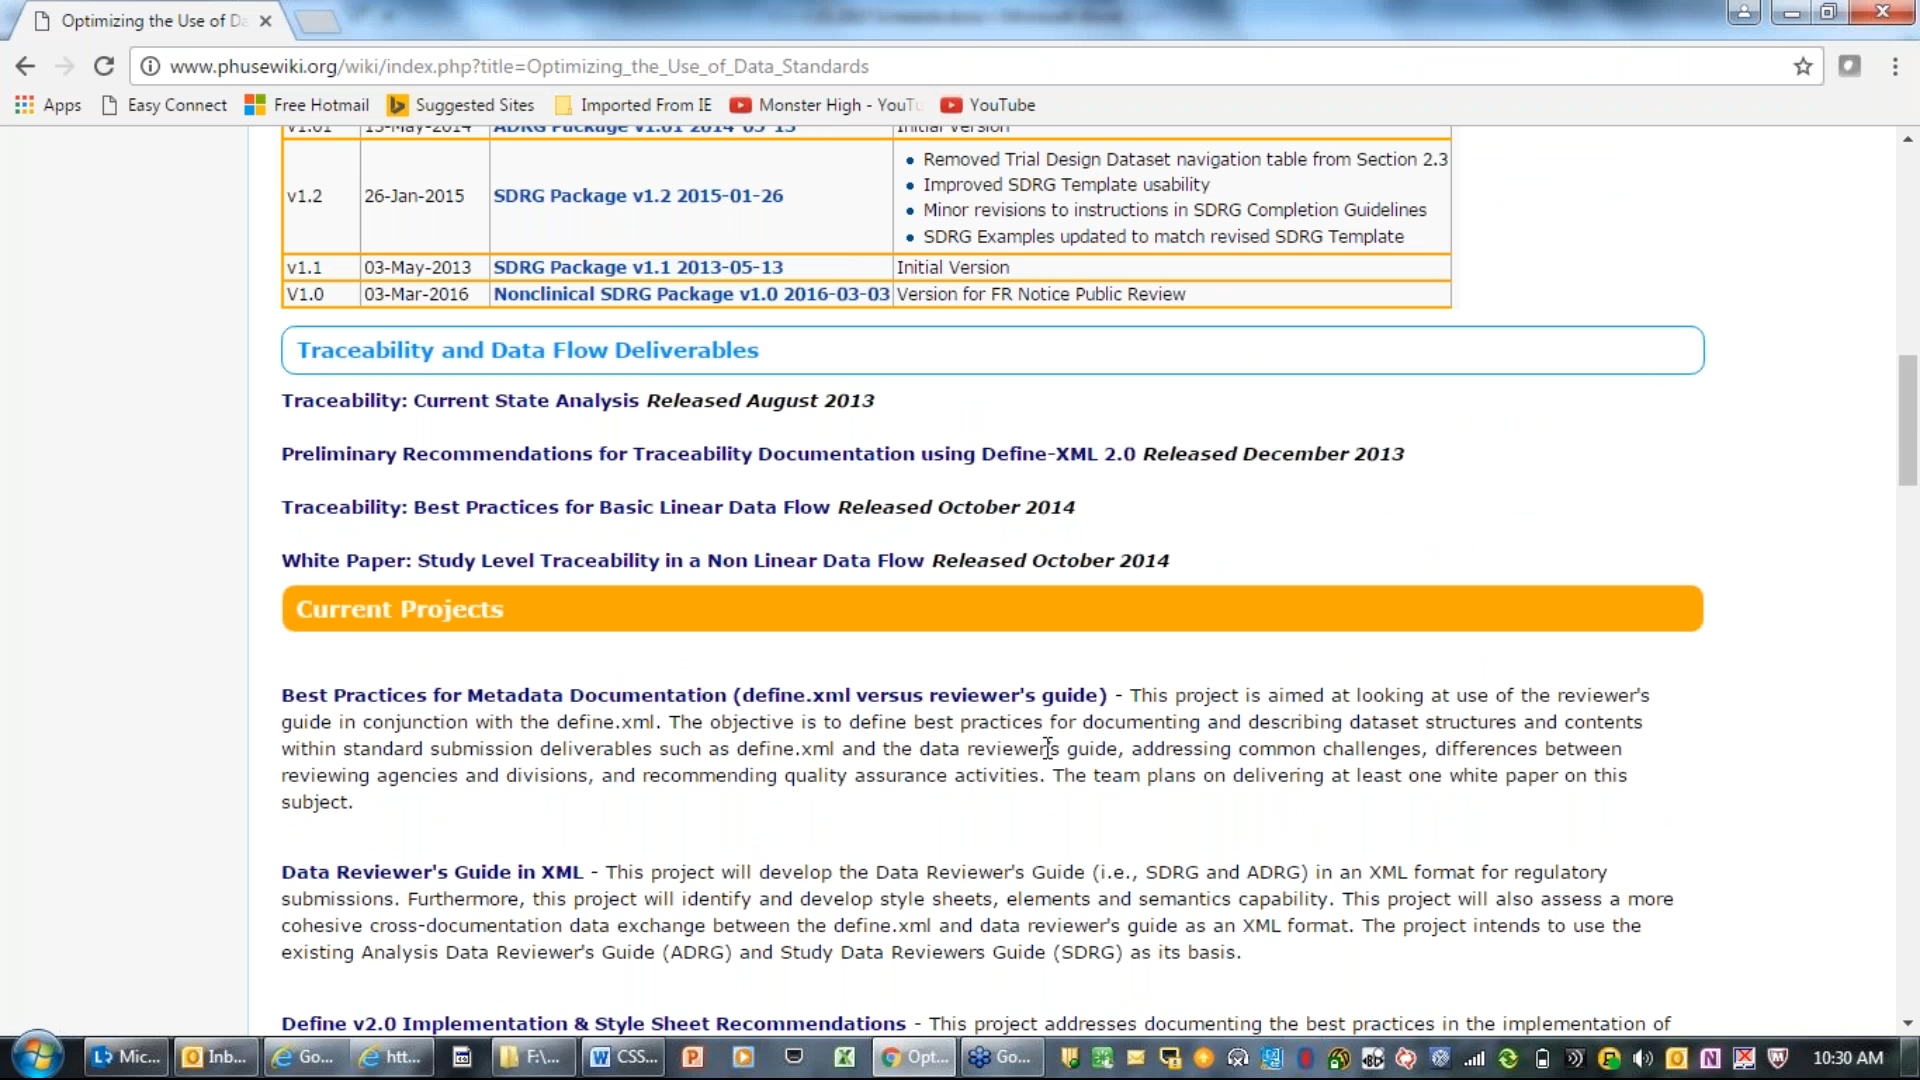 Optimizing the Use of Da
www.phusewiki.org/wiki/index.php?title=Optimizing_the_Use_of_Data_Standards
Apps Easy Connect Free Hotmail Suggested Sites Imported From IE Monster High - YouTu YouTube
v1.01 13-May-2014 ADRG Package v1.01 2014-05-13 Initial Version
v1.2 26-Jan-2015 SDRG Package v1.2 2015-01-26
Removed Trial Design Dataset navigation table from Section 2.3
Improved SDRG Template usability
Minor revisions to instructions in SDRG Completion Guidelines
SDRG Examples updated to match revised SDRG Template
v1.1 03-May-2013 SDRG Package v1.1 2013-05-13 Initial Version
V1.0 03-Mar-2016 Nonclinical SDRG Package v1.0 2016-03-03 Version for FR Notice Public Review
Traceability and Data Flow Deliverables
Traceability: Current State Analysis Released August 2013
Preliminary Recommendations for Traceability Documentation using Define-XML 2.0 Released December 2013
Traceability: Best Practices for Basic Linear Data Flow Released October 2014
White Paper: Study Level Traceability in a Non Linear Data Flow Released October 2014
Current Projects
Best Practices for Metadata Documentation (define.xml versus reviewer's guide) - This project is aimed at looking at use of the reviewer's
guide in conjunction with the define.xml. The objective is to define best practices for documenting and describing dataset structures and contents
within standard submission deliverables such as define.xml and the data reviewer's guide, addressing common challenges, differences between
reviewing agencies and divisions, and recommending quality assurance activities. The team plans on delivering at least one white paper on this
subject.
Data Reviewer's Guide in XML - This project will develop the Data Reviewer's Guide (i.e., SDRG and ADRG) in an XML format for regulatory
submissions. Furthermore, this project will identify and develop style sheets, elements and semantics capability. This project will also assess a more
cohesive cross-documentation data exchange between the define.xml and data reviewer's guide as an XML format. The project intends to use the
existing Analysis Data Reviewer's Guide (ADRG) and Study Data Reviewers Guide (SDRG) as its basis.
Define v2.0 Implementation & Style Sheet Recommendations - This project addresses documenting the best practices in the implementation of
Mic... Inb... Go... htt... F:\... CSS... Opt... Go... 10:30 AM